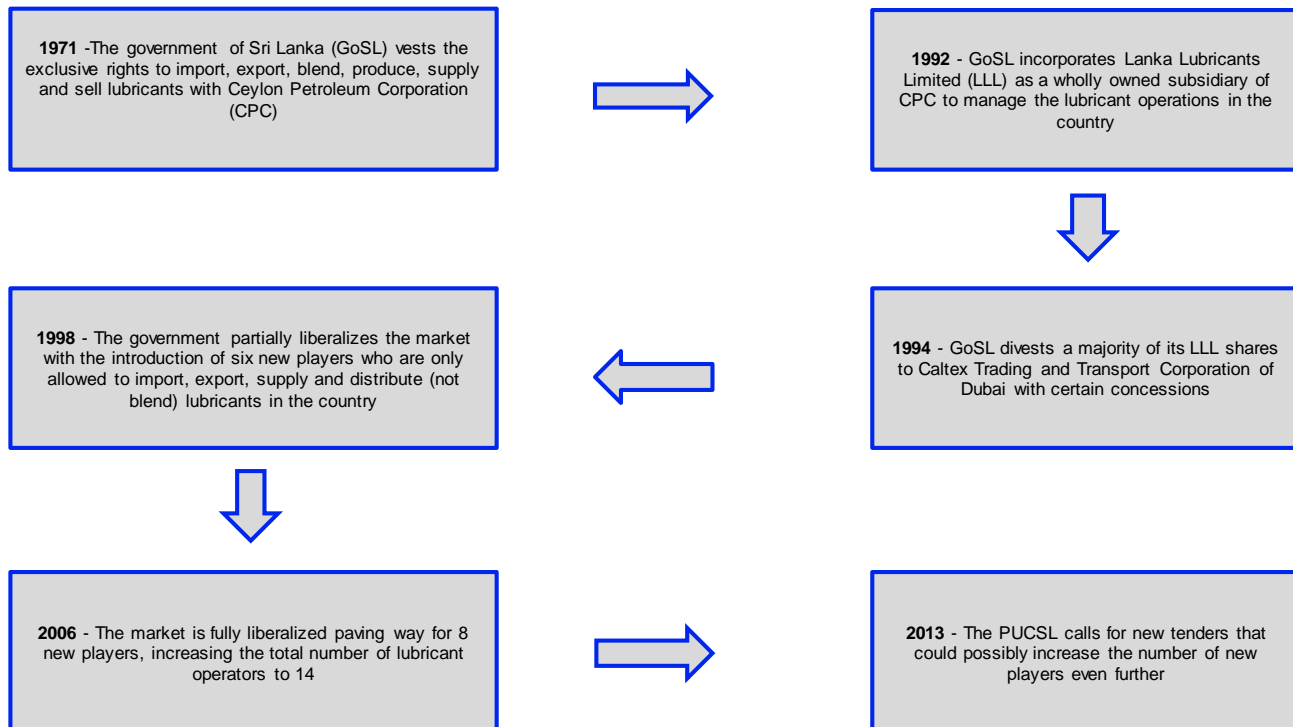 1971 -The government of Sri Lanka (GoSL) vests the
exclusive rights to import, export, blend, produce, supply
and sell lubricants with Ceylon Petroleum Corporation
(CPC)
1992 - GoSL incorporates Lanka Lubricants
Limited (LLL) as a wholly owned subsidiary of
CPC to manage the lubricant operations in the
country
1994 - GoSL divests a majority of its LLL shares
to Caltex Trading and Transport Corporation of
Dubai with certain concessions
1998 - The government partially liberalizes the market
with the introduction of six new players who are only
allowed to import, export, supply and distribute (not
blend) lubricants in the country
2006 - The market is fully liberalized paving way for 8
new players, increasing the total number of lubricant
operators to 14
2013 - The PUCSL calls for new tenders that
could possibly increase the number of new
players even further